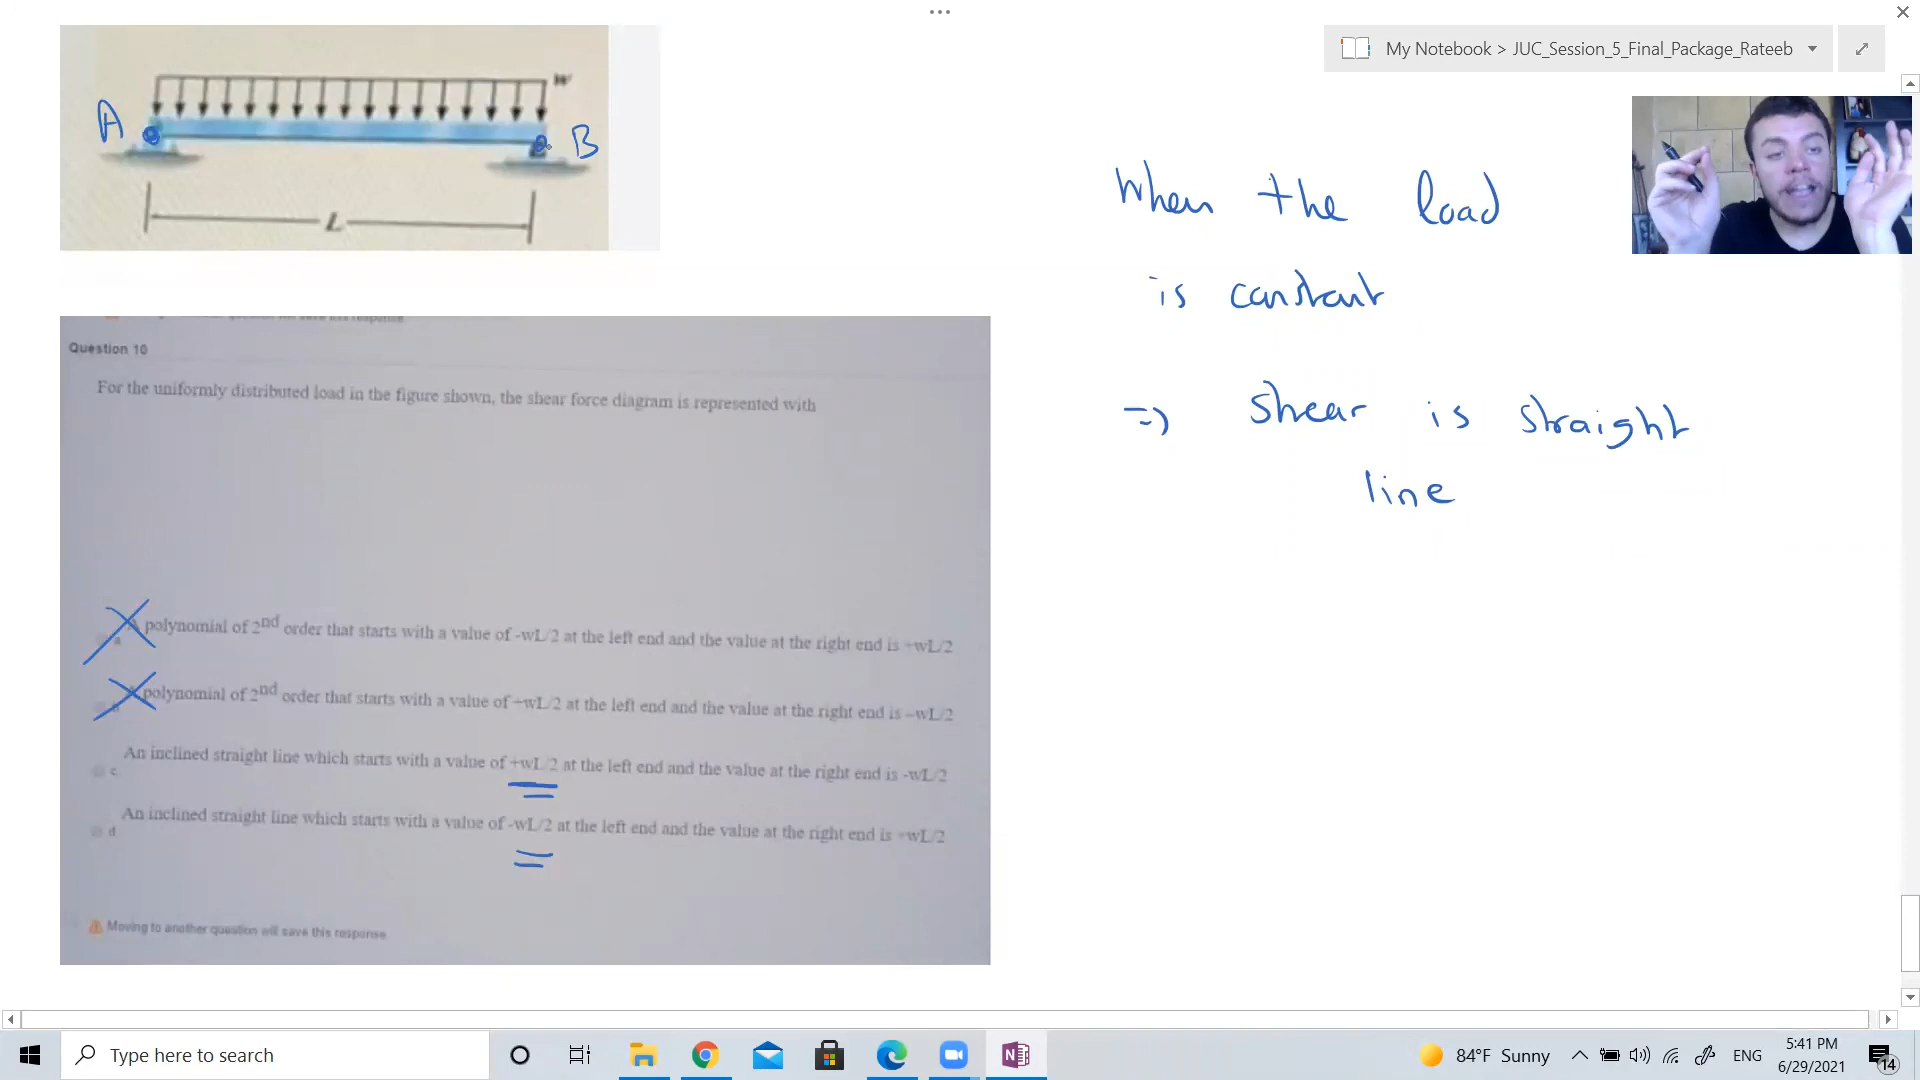 My Notebook > JUC_Session_5_Final_Package_Rateeb
w
A
B
L
When the load
is constant
=> shear is straight
line
Question 10
For the uniformly distributed load in the figure shown, the shear force diagram is represented with
polynomial of 2nd order that starts with a value of -wL/2 at the left end and the value at the right end is +wL/2
polynomial of 2nd order that starts with a value of +wL/2 at the left end and the value at the right end is -wL/2
c. An inclined straight line which starts with a value of +wL/2 at the left end and the value at the right end is -wL/2
d. An inclined straight line which starts with a value of -wL/2 at the left end and the value at the right end is +wL/2
Moving to another question will save this response.
Type here to search
84°F Sunny
ENG
5:41 PM
6/29/2021
14